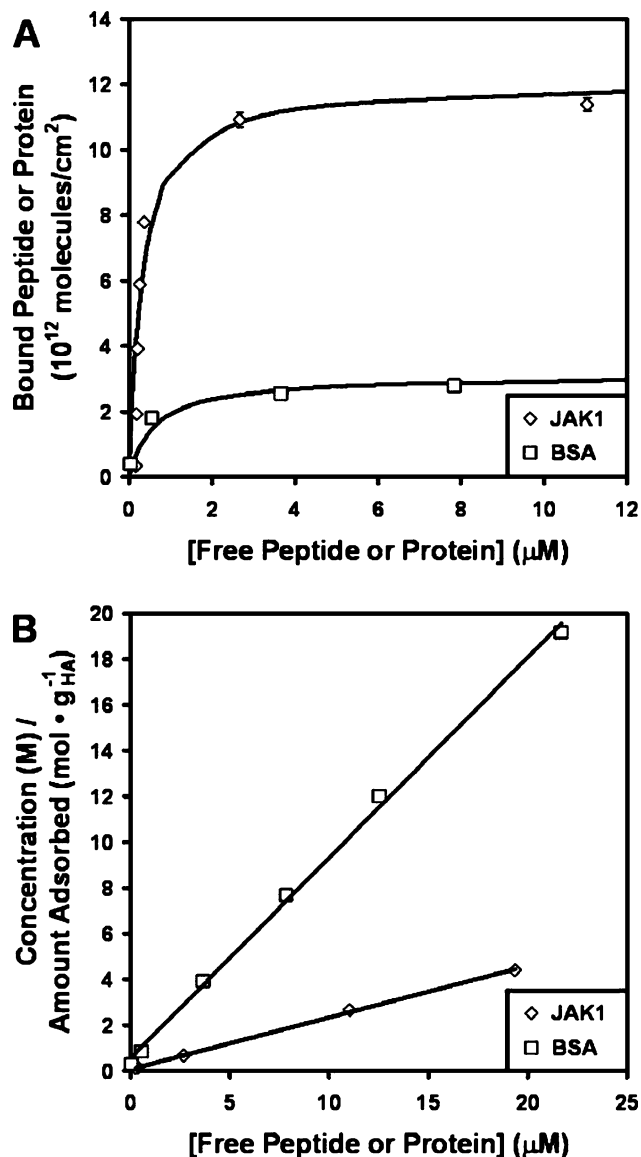 A
Bound Peptide or Protein
(10¹² molecules/cm²)
14
12
10
8
6
4
2
0
0 2 4 6 8 10 12
[Free Peptide or Protein] (μM)
JAK1
BSA
B
Concentration (M) /
Amount Adsorbed (mol • g⁻¹HA)
20
18
16
14
12
10
8
6
4
2
0
0 5 10 15 20 25
[Free Peptide or Protein] (μM)
JAK1
BSA